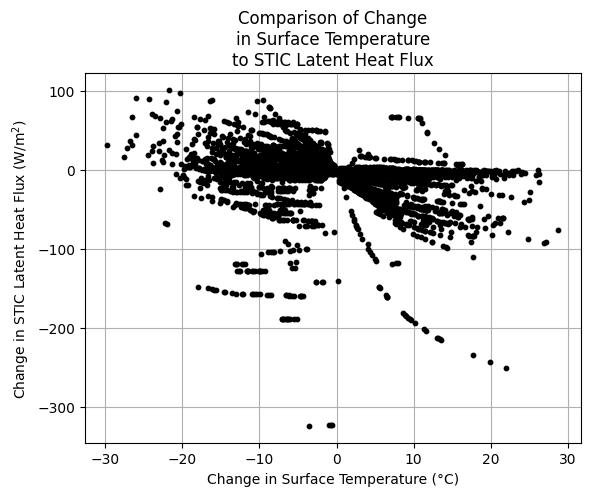 Comparison of Change
in Surface Temperature
to STIC Latent Heat Flux
Change in STIC Latent Heat Flux (W/m²)
100
0
−100
−200
−300
−30
−20
−10
0
10
20
30
Change in Surface Temperature (°C)